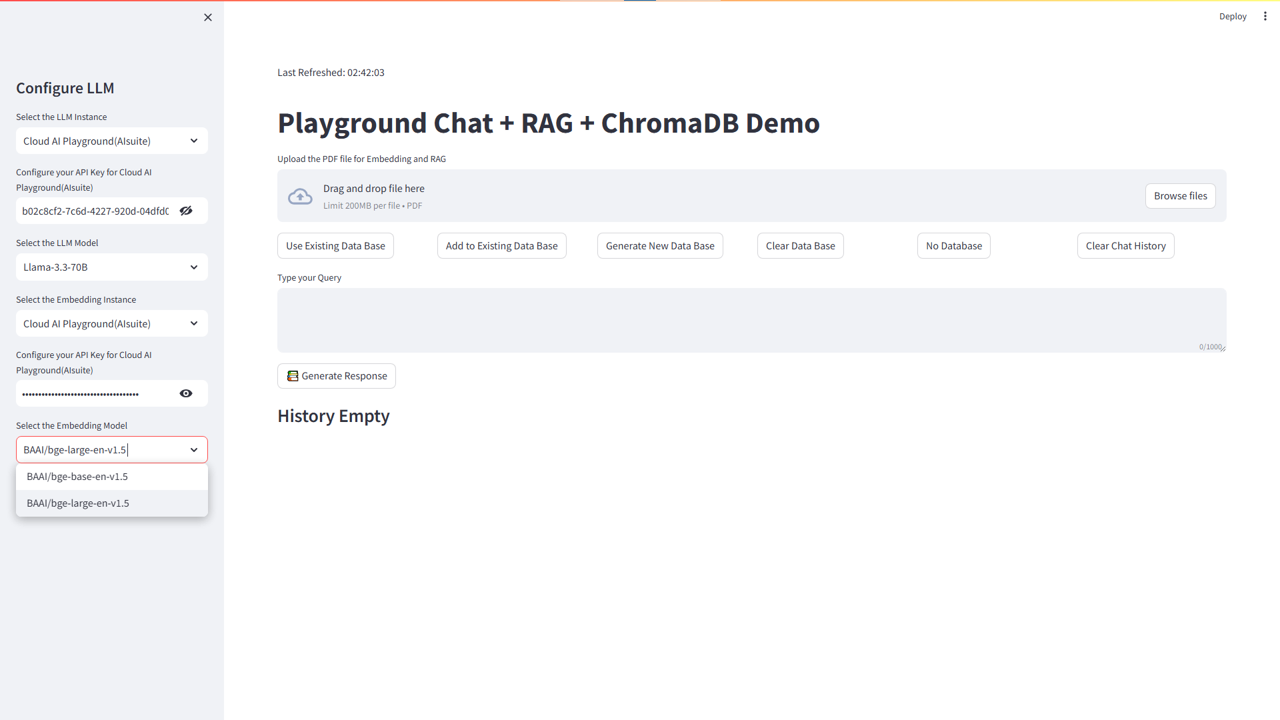 Deploy
Configure LLM
Select the LLM Instance
Cloud AI Playground(AIsuite)
Configure your API Key for Cloud AI
Playground(AIsuite)
b02c8cf2-7c6d-4227-920d-04dfd0
Select the LLM Model
Llama-3.3-70B
Select the Embedding Instance
Cloud AI Playground(AIsuite)
Configure your API Key for Cloud AI
Playground(AIsuite)
••••••••••••••••••••••••••••••••••••
Select the Embedding Model
BAAI/bge-large-en-v1.5
BAAI/bge-base-en-v1.5
BAAI/bge-large-en-v1.5
Last Refreshed: 02:42:03
Playground Chat + RAG + ChromaDB Demo
Upload the PDF file for Embedding and RAG
Drag and drop file here
Limit 200MB per file • PDF
Browse files
Use Existing Data Base
Add to Existing Data Base
Generate New Data Base
Clear Data Base
No Database
Clear Chat History
Type your Query
0/1000
Generate Response
History Empty